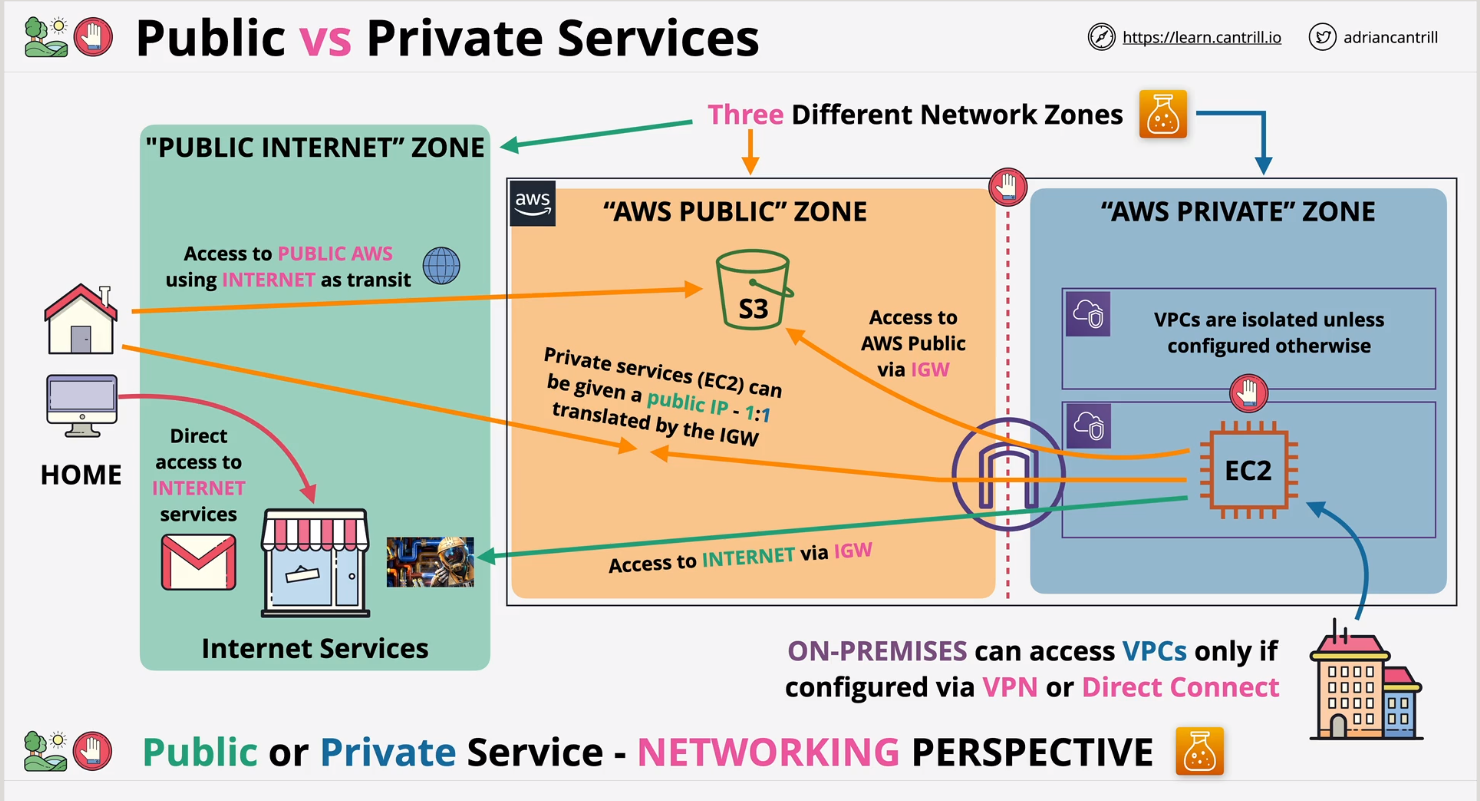 Public vs Private Services
https://learn.cantrill.io
adriancantrill
Three Different Network Zones
"PUBLIC INTERNET” ZONE
Access to PUBLIC AWS
using INTERNET as transit
HOME
Direct
access to
INTERNET
services
Internet Services
aws
“AWS PUBLIC” ZONE
S3
Access to
AWS Public
via IGW
Private services (EC2) can
be given a public IP - 1:1
translated by the IGW
Access to INTERNET via IGW
“AWS PRIVATE” ZONE
VPCs are isolated unless
configured otherwise
EC2
ON-PREMISES can access VPCs only if
configured via VPN or Direct Connect
Public or Private Service - NETWORKING PERSPECTIVE